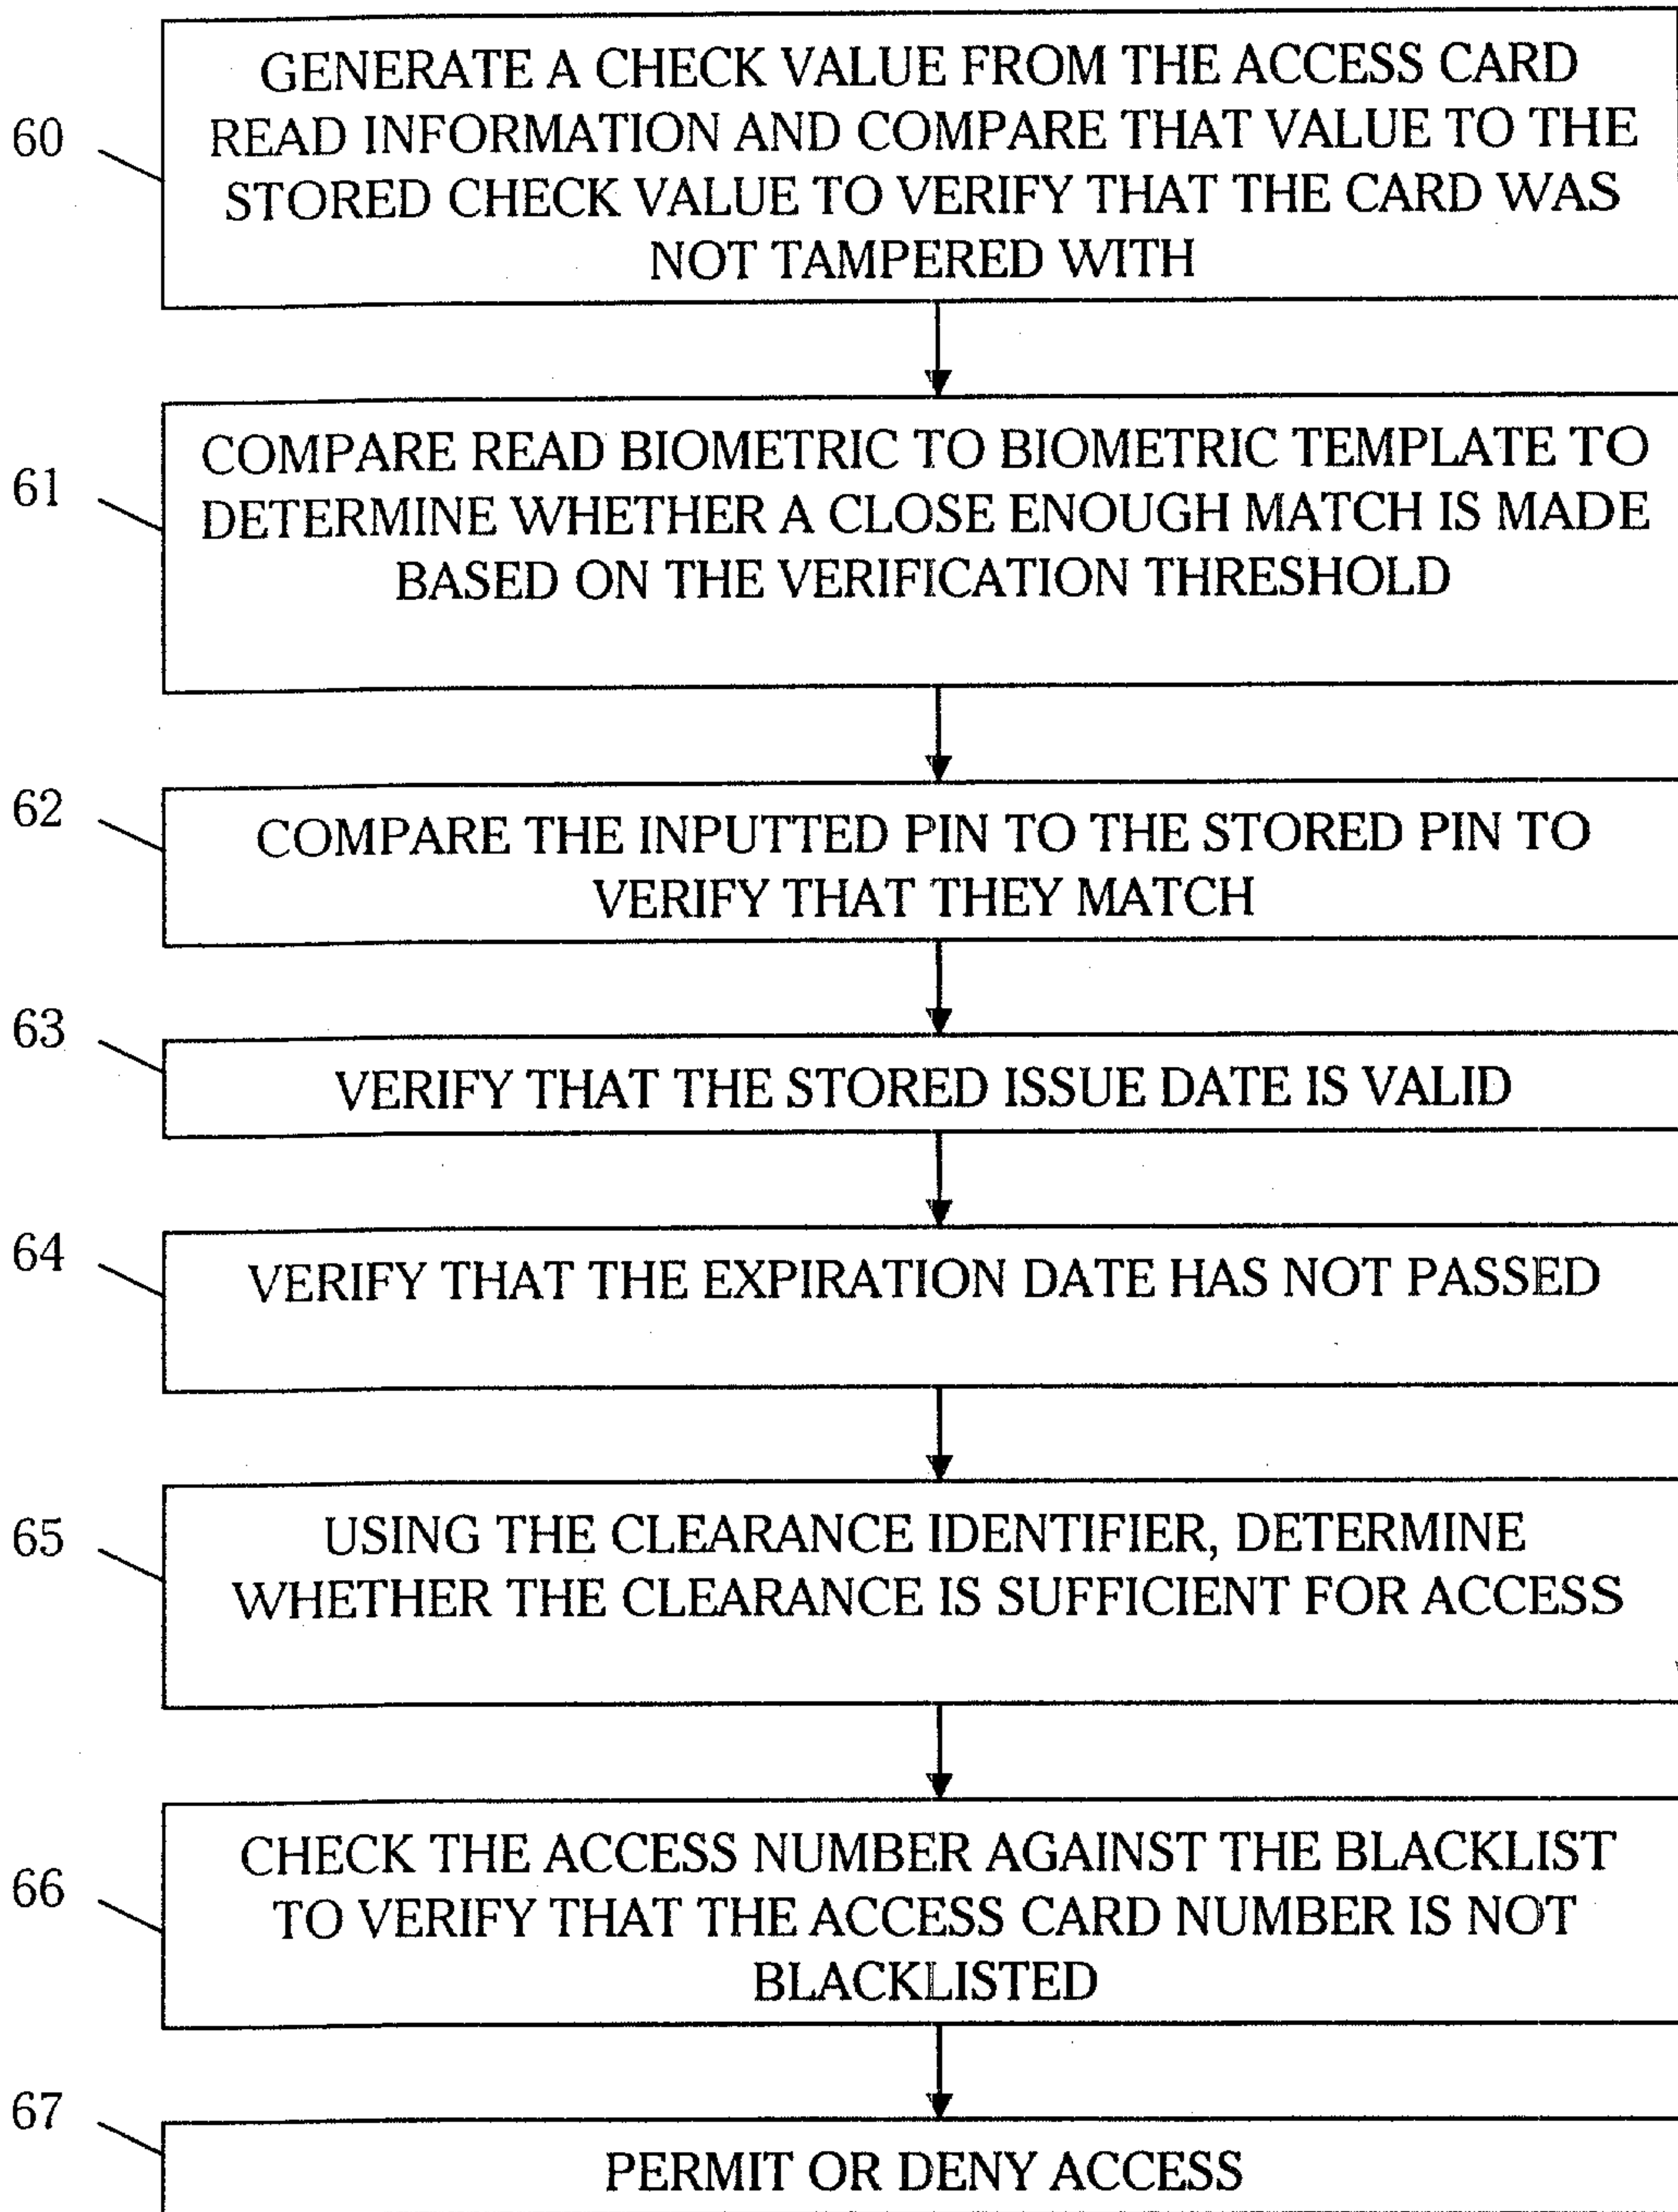 60
GENERATE A CHECK VALUE FROM THE ACCESS CARD
READ INFORMATION AND COMPARE THAT VALUE TO THE
STORED CHECK VALUE TO VERIFY THAT THE CARD WAS
NOT TAMPERED WITH
61
COMPARE READ BIOMETRIC TO BIOMETRIC TEMPLATE TO
DETERMINE WHETHER A CLOSE ENOUGH MATCH IS MADE
BASED ON THE VERIFICATION THRESHOLD
62
COMPARE THE INPUTTED PIN TO THE STORED PIN TO
VERIFY THAT THEY MATCH
63
VERIFY THAT THE STORED ISSUE DATE IS VALID
64
VERIFY THAT THE EXPIRATION DATE HAS NOT PASSED
65
USING THE CLEARANCE IDENTIFIER, DETERMINE
WHETHER THE CLEARANCE IS SUFFICIENT FOR ACCESS
66
CHECK THE ACCESS NUMBER AGAINST THE BLACKLIST
TO VERIFY THAT THE ACCESS CARD NUMBER IS NOT
BLACKLISTED
67
PERMIT OR DENY ACCESS